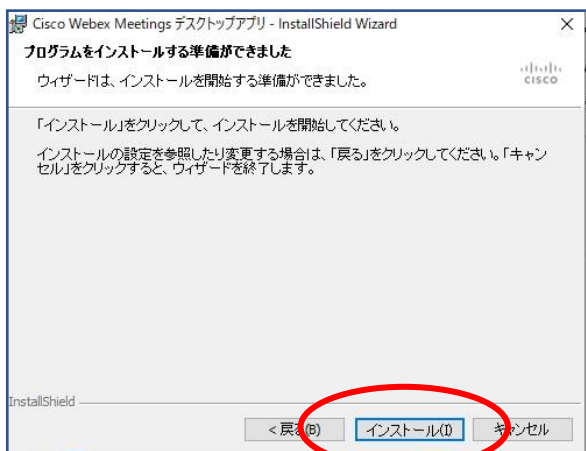 Cisco Webex Meetings デスクトップアプリ - InstallShield Wizard
プログラムをインストールする準備ができました
ウィザードは、インストールを開始する準備ができました。
cisco
「インストール」をクリックして、インストールを開始してください。
インストールの設定を参照したり変更する場合は、「戻る」をクリックしてください。「キャン
セル」をクリックすると、ウィザードを終了します。
InstallShield
< 戻る(B) インストール(I) キャンセル